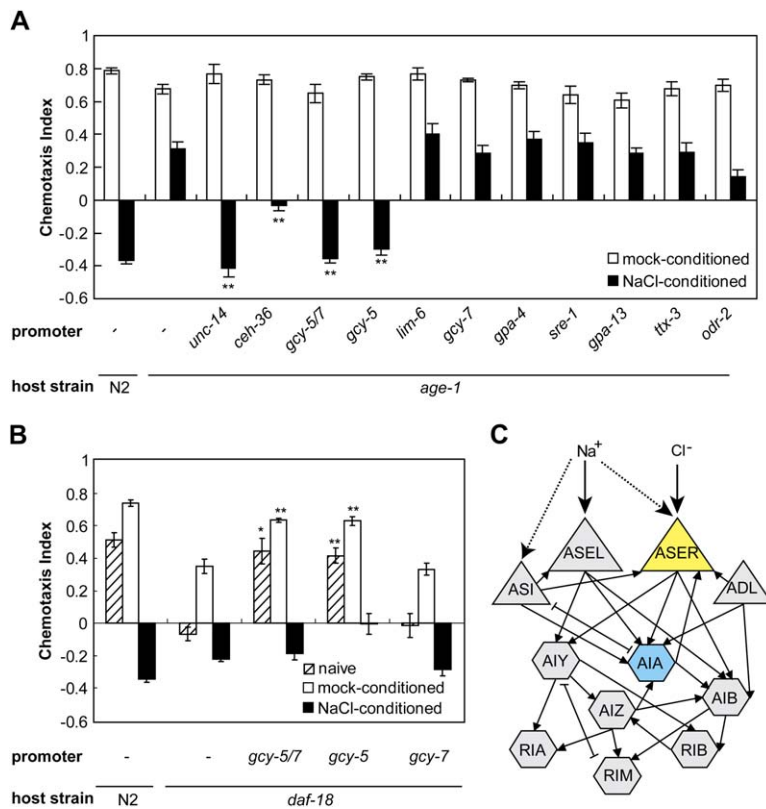 A
Chemotaxis Index
1
0.8
0.6
0.4
0.2
0
-0.2
-0.4
-0.6
** ** ** **
mock-conditioned
NaCl-conditioned
promoter - - unc-14 ceh-36 gcy-5/7 gcy-5 lim-6 gcy-7 gpa-4 sre-1 gpa-13 ttx-3 odr-2
host strain N2 age-1
B
Chemotaxis Index
1
0.8
0.6
0.4
0.2
0
-0.2
-0.4
-0.6
* ** ** **
naive
mock-conditioned
NaCl-conditioned
promoter - - gcy-5/7 gcy-5 gcy-7
host strain N2 daf-18
C
Na+ Cl-
ASEL ASER
ASI ADL
AIY AIA
AIZ AIB
RIA RIB
RIM